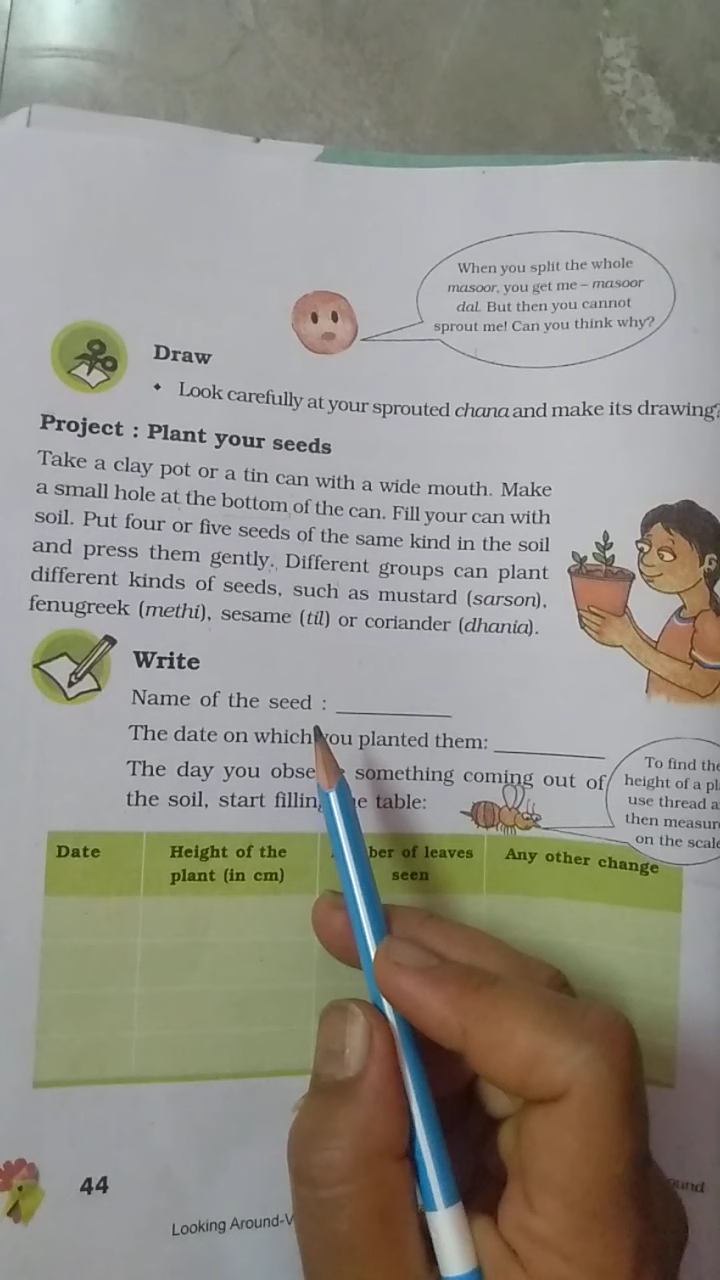 When you split the whole
masoor, you get me – masoor
dal. But then you cannot
sprout me! Can you think why?
Draw
• Look carefully at your sprouted chana and make its drawing?
Project : Plant your seeds
Take a clay pot or a tin can with a wide mouth. Make
a small hole at the bottom of the can. Fill your can with
soil. Put four or five seeds of the same kind in the soil
and press them gently. Different groups can plant
different kinds of seeds, such as mustard (sarson),
fenugreek (methi), sesame (til) or coriander (dhania).
Write
Name of the seed :
The date on which you planted them:
The day you something coming out of
the soil, start table:
To find the
height of a
use thread
then
on the
Date Height of the of leaves Any other change
plant (in cm) seen
44
Looking Around